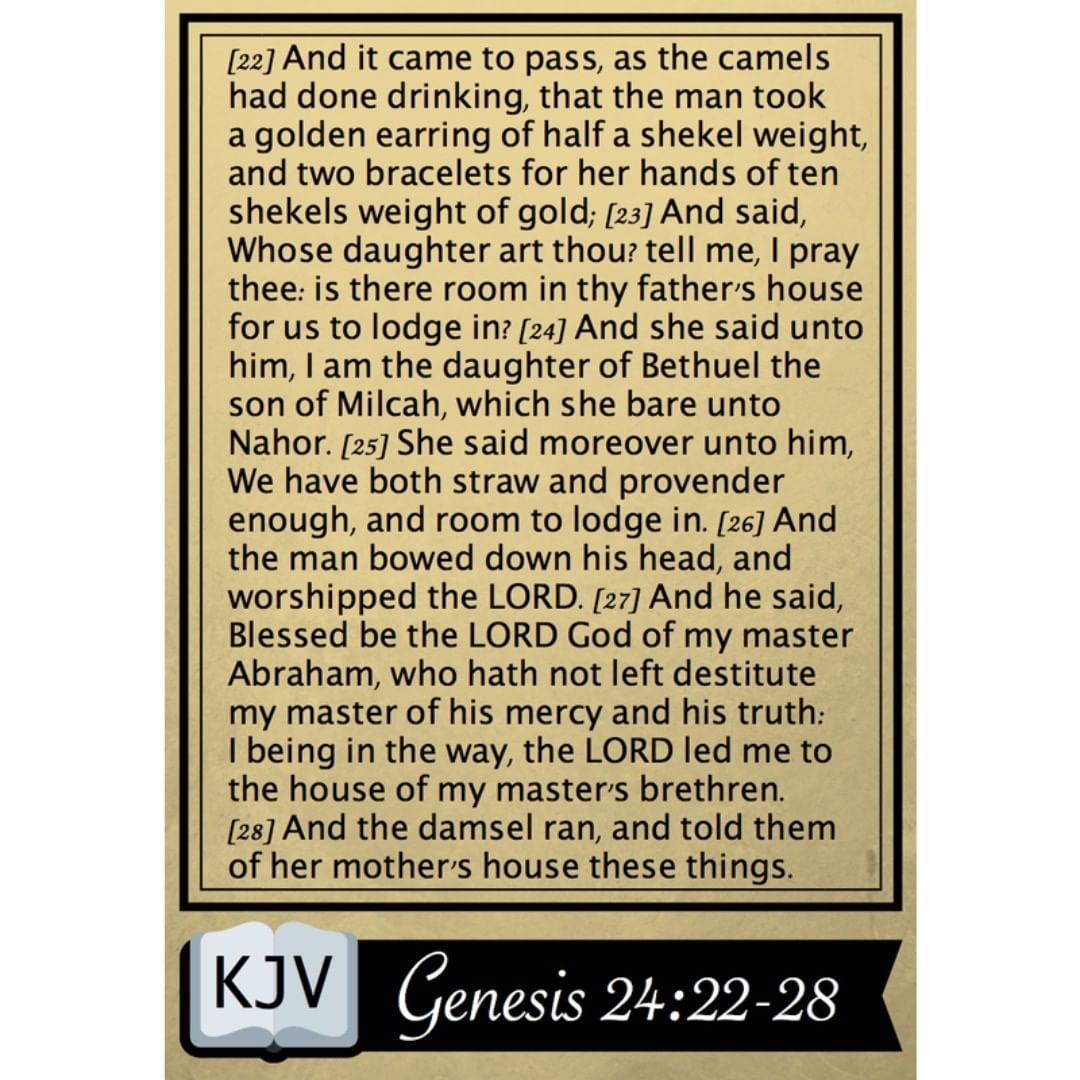 [22] And it came to pass, as the camels
had done drinking, that the man took
a golden earring of half a shekel weight,
and two bracelets for her hands of ten
shekels weight of gold; [23] And said,
Whose daughter art thou? tell me, I pray
thee: is there room in thy father's house
for us to lodge in? [24] And she said unto
him, I am the daughter of Bethuel the
son of Milcah, which she bare unto
Nahor. [25] She said moreover unto him,
We have both straw and provender
enough, and room to lodge in. [26] And
the man bowed down his head, and
worshipped the LORD. [27] And he said,
Blessed be the LORD God of my master
Abraham, who hath not left destitute
my master of his mercy and his truth:
I being in the way, the LORD led me to
the house of my master's brethren.
[28] And the damsel ran, and told them
of her mother's house these things.
KJV
Genesis 24:22-28